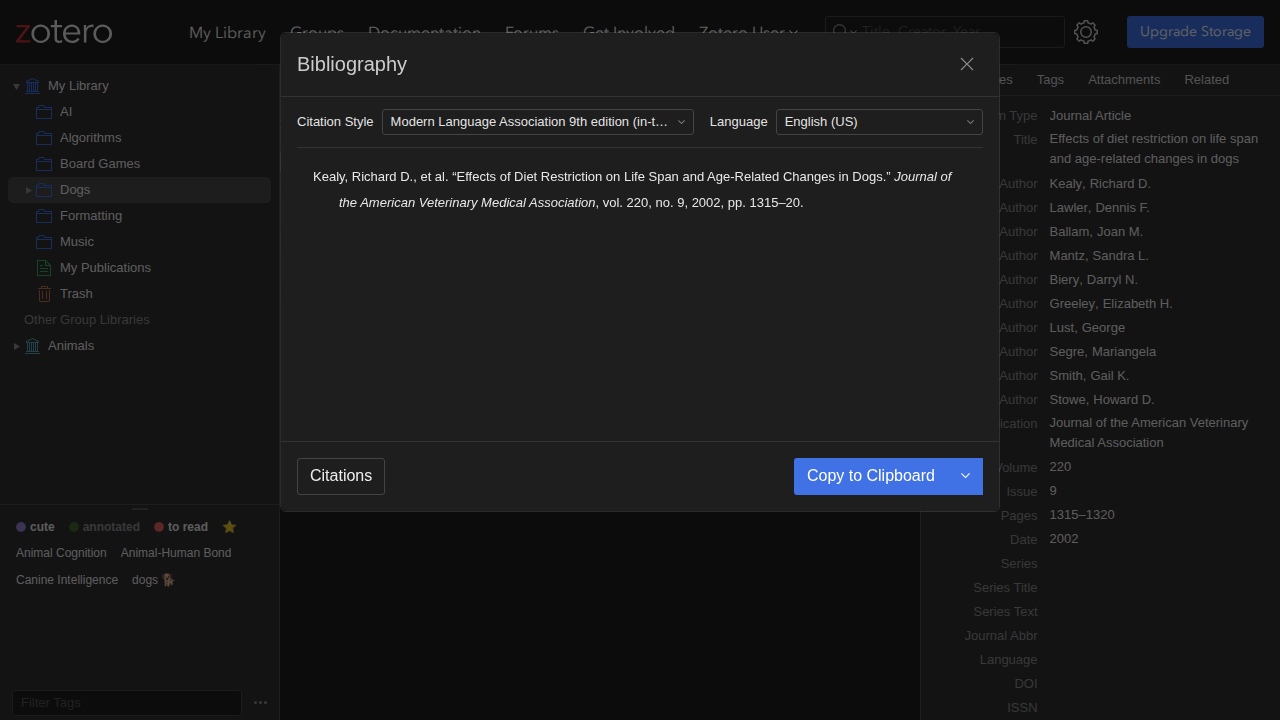 zotero
My Library Groups Documentation Forums Get Involved Zotero User Title, Creator, Year Upgrade Storage
My Library
AI
Algorithms
Board Games
Dogs
Formatting
Music
My Publications
Trash
Other Group Libraries
Animals
cute annotated to read
Animal Cognition Animal-Human Bond
Canine Intelligence dogs
Filter Tags
Bibliography
Citation Style Modern Language Association 9th edition (in-t... Language English (US)
Kealy, Richard D., et al. “Effects of Diet Restriction on Life Span and Age-Related Changes in Dogs.” Journal of
the American Veterinary Medical Association, vol. 220, no. 9, 2002, pp. 1315–20.
Citations Copy to Clipboard
Tags Attachments Related
Type Journal Article
Title Effects of diet restriction on life span
and age-related changes in dogs
Author Kealy, Richard D.
Author Lawler, Dennis F.
Author Ballam, Joan M.
Author Mantz, Sandra L.
Author Biery, Darryl N.
Author Greeley, Elizabeth H.
Author Lust, George
Author Segre, Mariangela
Author Smith, Gail K.
Author Stowe, Howard D.
Journal of the American Veterinary
Medical Association
Volume 220
Issue 9
Pages 1315–1320
Date 2002
Series
Series Title
Series Text
Journal Abbr
Language
DOI
ISSN